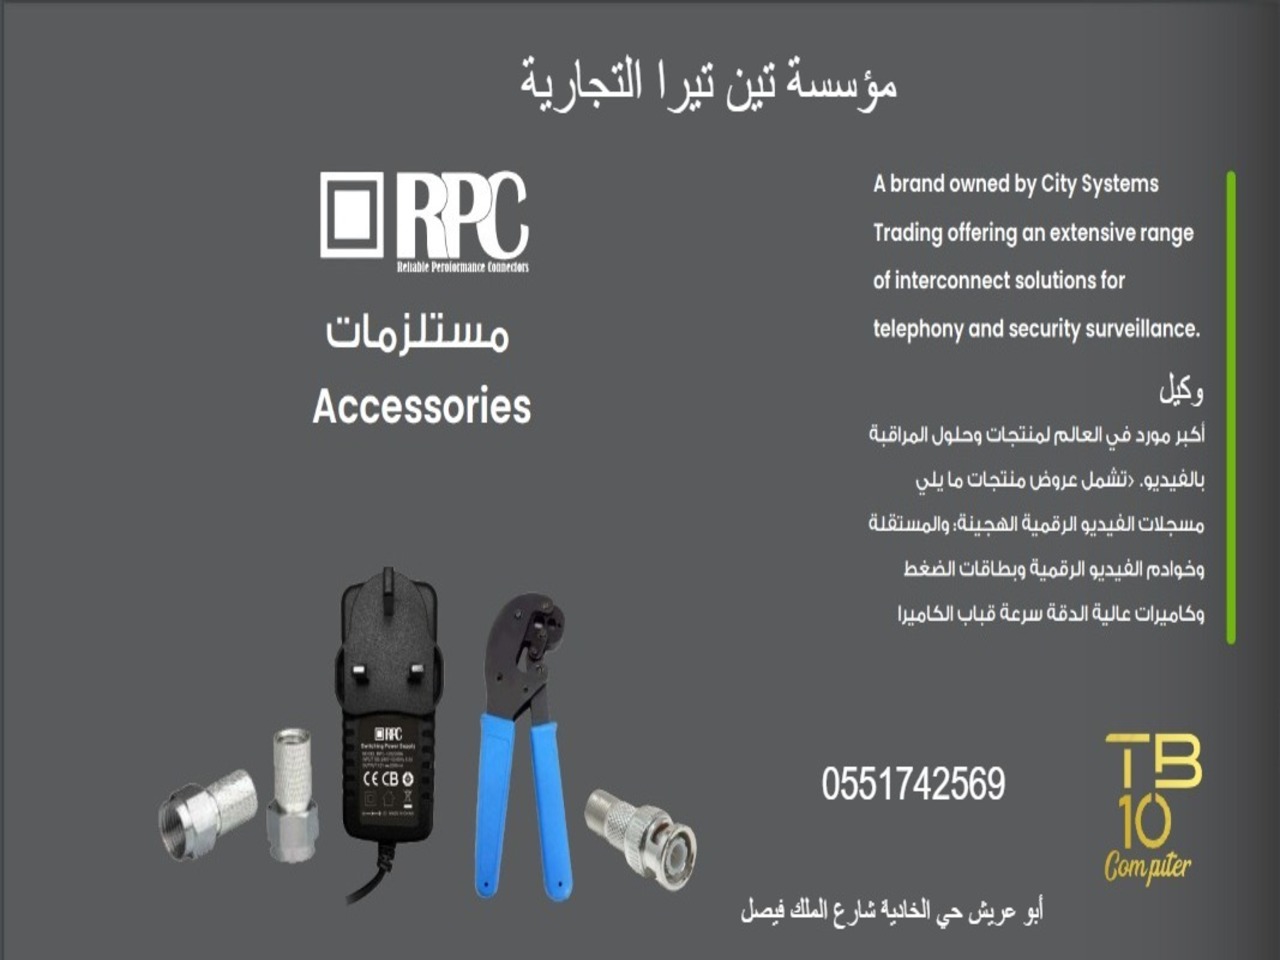 مؤسسة تين تيرا التجارية
RPC
Reliable Peroformance Connectors
مستلزمات
Accessories
A brand owned by City Systems
Trading offering an extensive range
of interconnect solutions for
telephony and security surveillance.
وكيل
أكبر مورد في العالم لمنتجات وحلول المراقبة
بالفيديو. ‹تشمل عروض منتجات ما يلي
مسجلات الفيديو الرقمية الهجينة: والمستقلة
وخوادم الفيديو الرقمية وبطاقات الضغط
وكاميرات عالية الدقة سرعة قباب الكاميرا
RPC
Switching Power Supply
0551742569
TB
10
Computer
أبو عريش حي الخادية شارع الملك فيصل